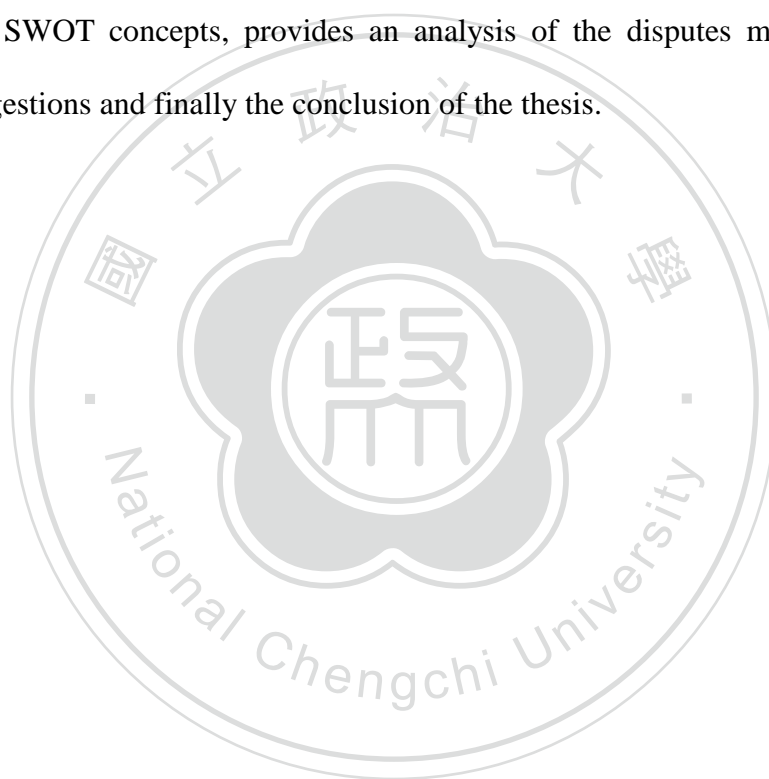 SWOT concepts, provides an analysis of the disputes m
gestions and finally the conclusion of the thesis.
國立政治大學
政大
National Chengchi University